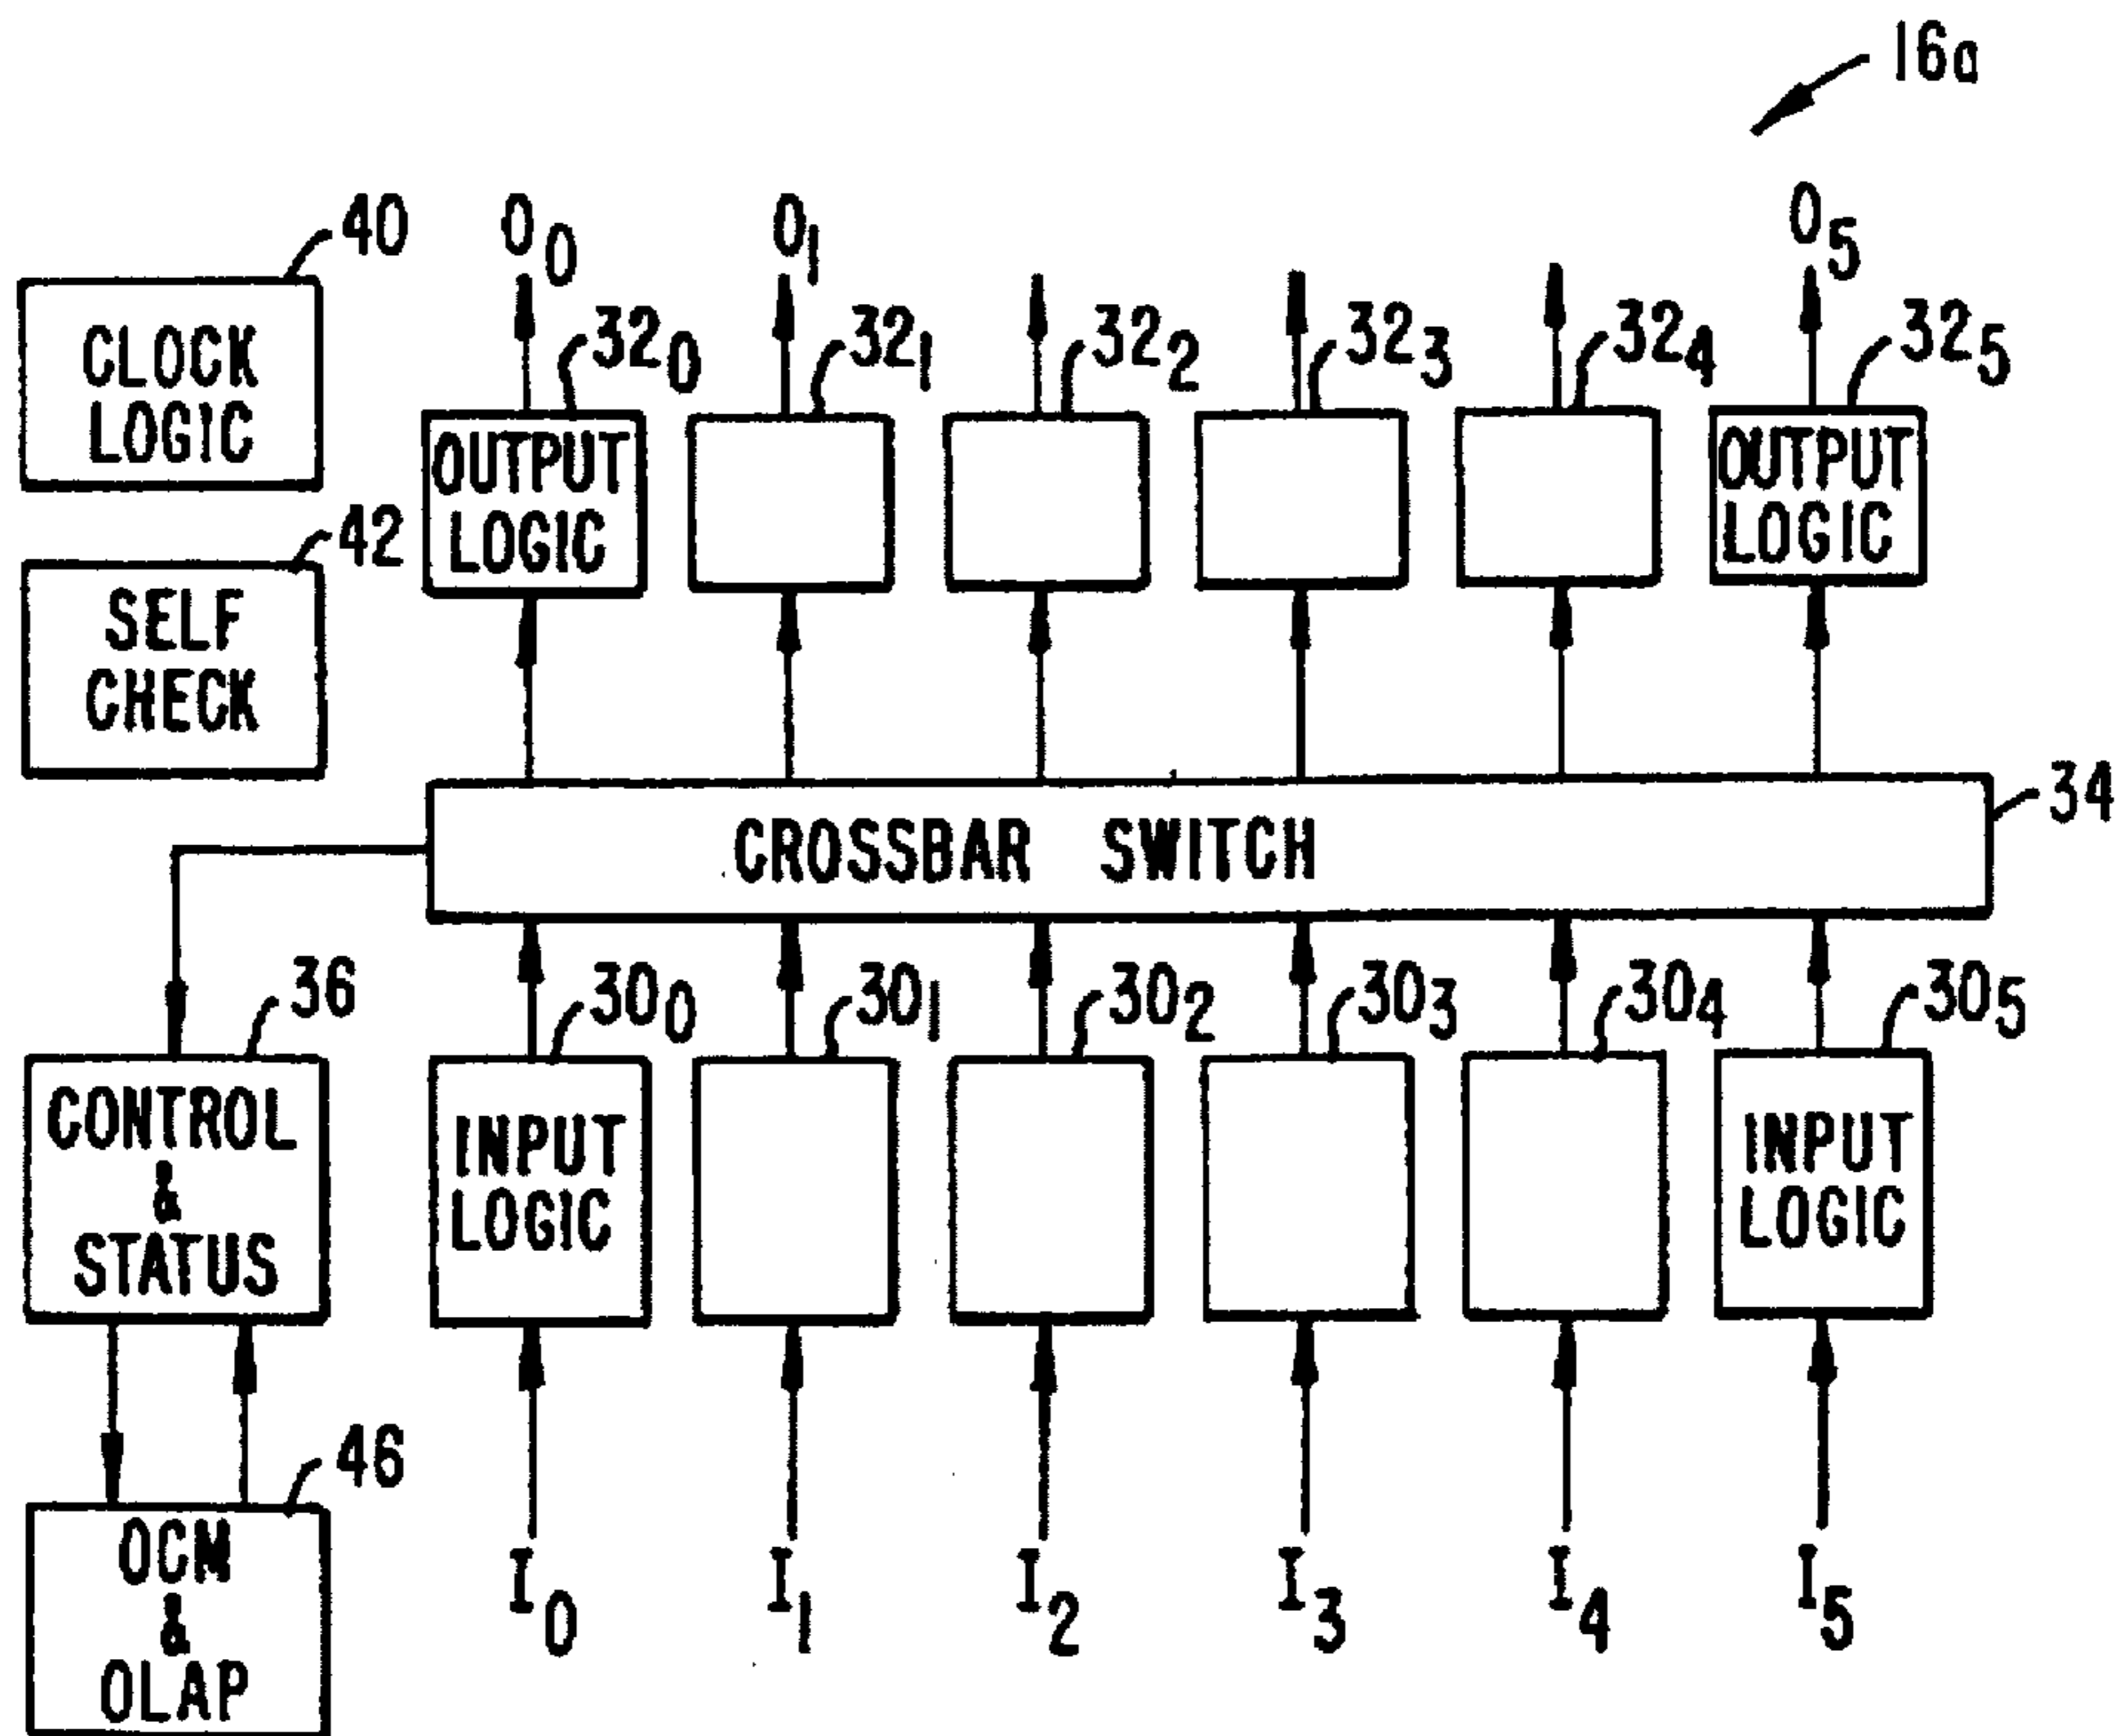 16a
40
O0
O1
O5
CLOCK
LOGIC
320
321
322
323
324
325
OUTPUT
LOGIC
OUTPUT
LOGIC
42
SELF
CHECK
34
CROSSBAR SWITCH
36
300
301
302
303
304
305
CONTROL
&
STATUS
INPUT
LOGIC
INPUT
LOGIC
46
OCM
&
OLAP
I0
I1
I2
I3
I4
I5